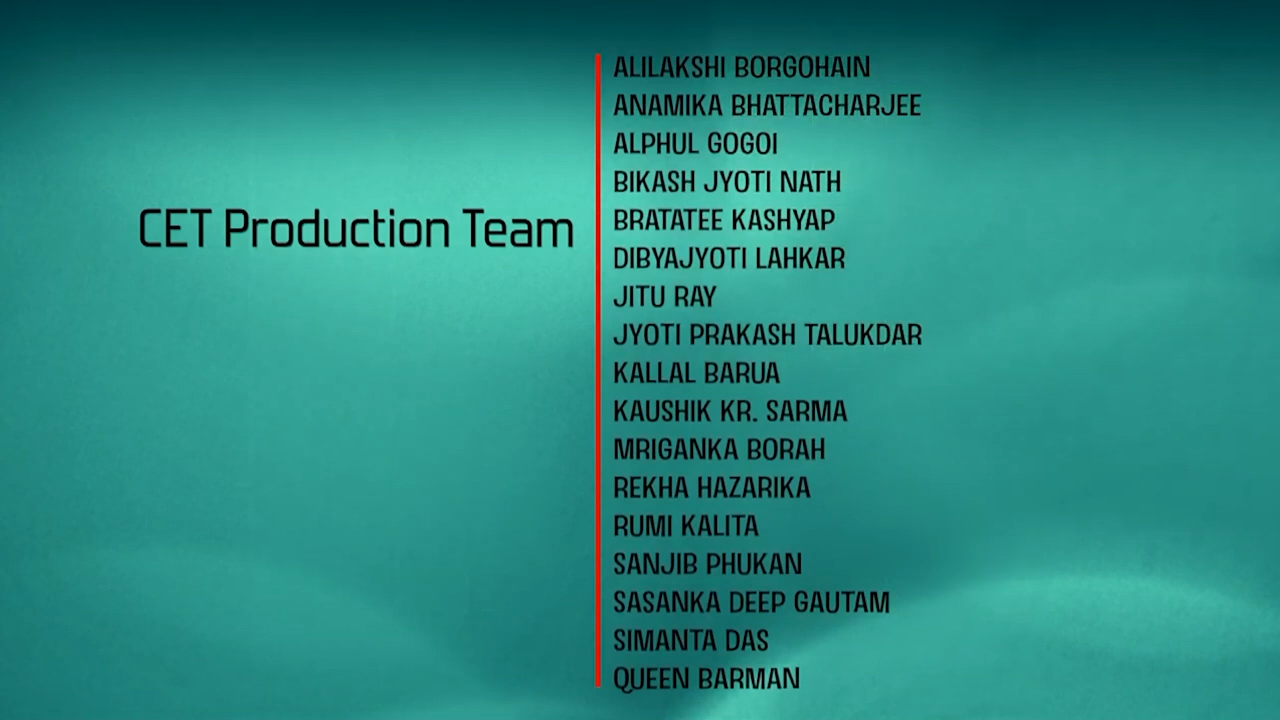 CET Production Team
ALILAKSHI BORGOHAIN
ANAMIKA BHATTACHARJEE
ALPHUL GOGOI
BIKASH JYOTI NATH
BRATATEE KASHYAP
DIBYAJYOTI LAHKAR
JITU RAY
JYOTI PRAKASH TALUKDAR
KALLAL BARUA
KAUSHIK KR. SARMA
MRIGANKA BORAH
REKHA HAZARIKA
RUMI KALITA
SANJIB PHUKAN
SASANKA DEEP GAUTAM
SIMANTA DAS
QUEEN BARMAN